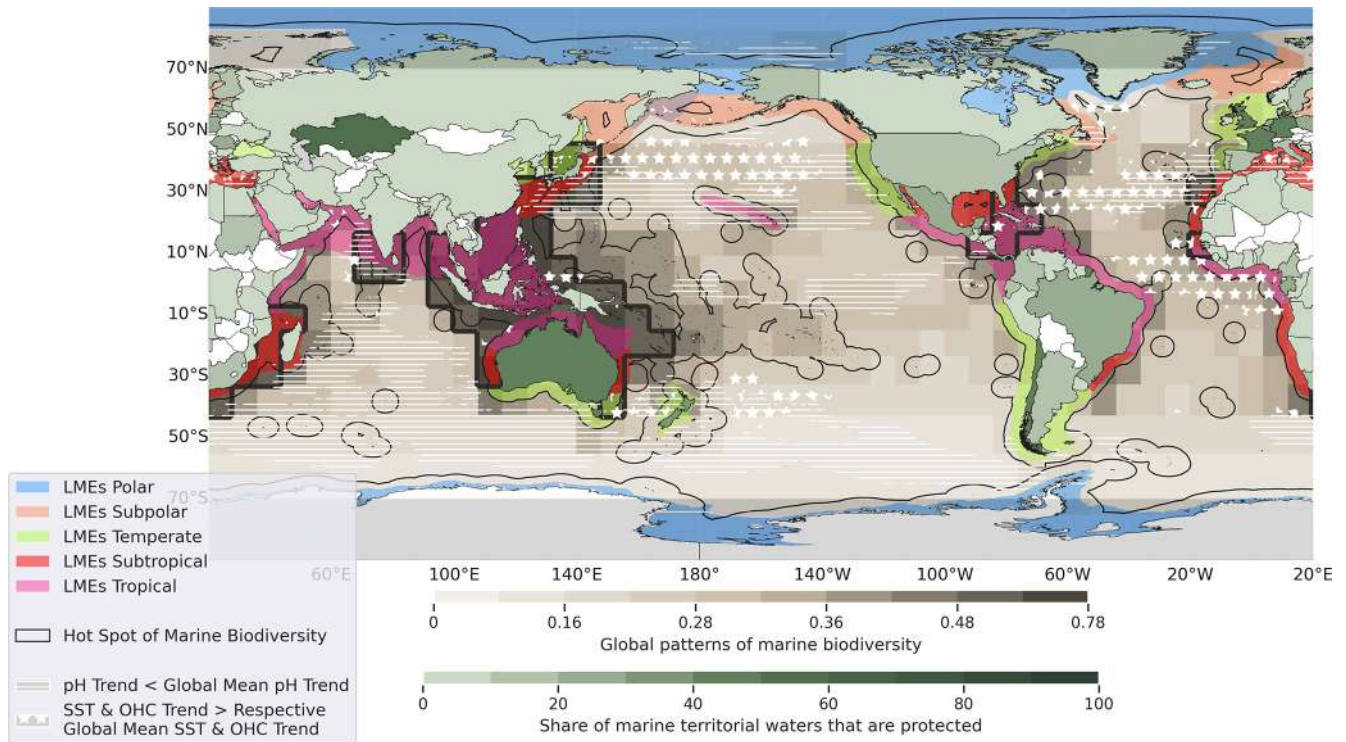 70°N
50°N
30°N
10°N
10°S
30°S
50°S
70°S
60°E 100°E 140°E 180° 140°W 100°W 60°W 20°W 20°E
LMEs Polar
LMEs Subpolar
LMEs Temperate
LMEs Subtropical
LMEs Tropical
Hot Spot of Marine Biodiversity
pH Trend < Global Mean pH Trend
SST & OHC Trend > Respective
Global Mean SST & OHC Trend
0 0.16 0.28 0.36 0.48 0.78
Global patterns of marine biodiversity
0 20 40 60 80 100
Share of marine territorial waters that are protected